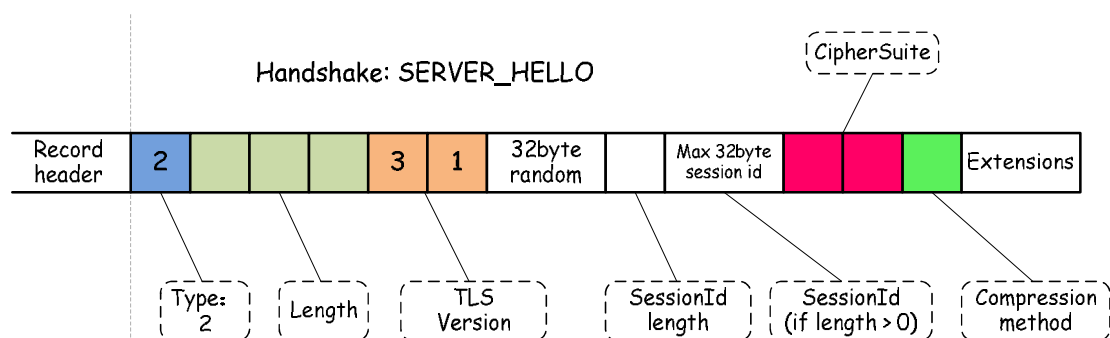 CipherSuite
Handshake: SERVER_HELLO
Record
header
2
3
1
32byte
random
Max 32byte
session id
Extensions
Type:
2
Length
TLS
Version
SessionId
length
SessionId
(if length > 0)
Compression
method